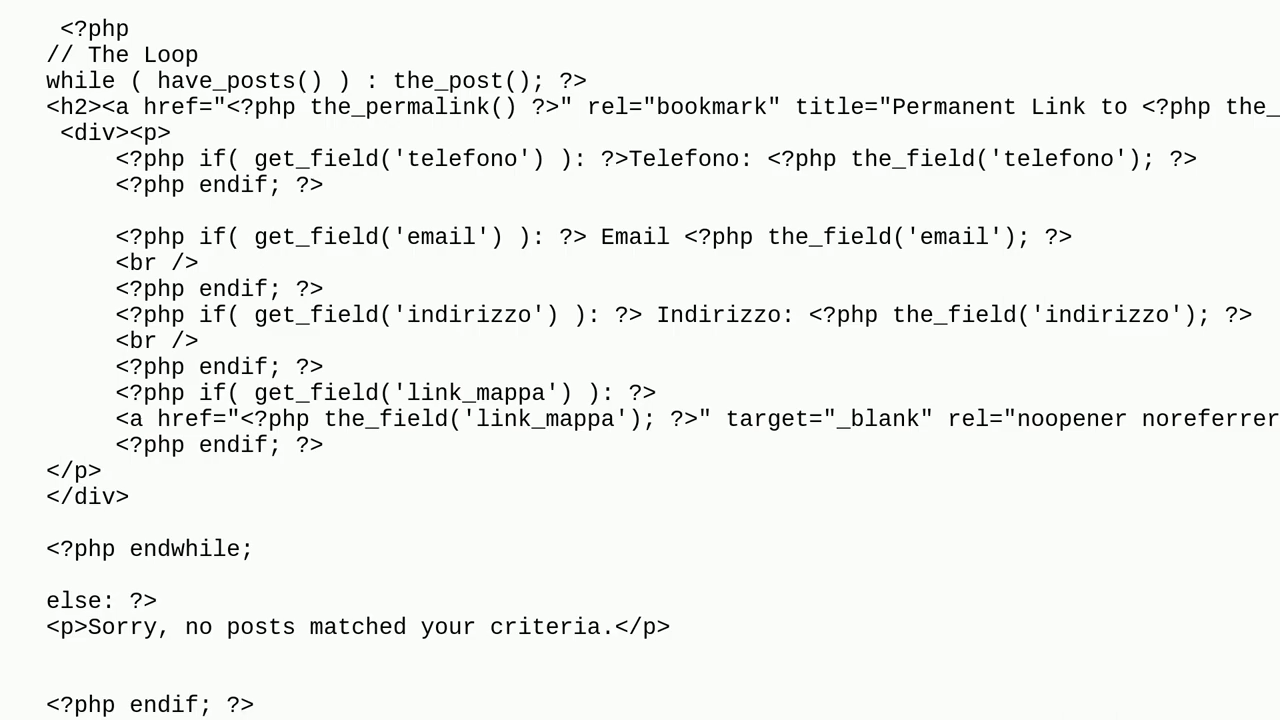 <?php
// The Loop
while ( have_posts() ) : the_post(); ?>
<h2><a href="<?php the_permalink() ?>" rel="bookmark" title="Permanent Link to <?php the_
<div><p>
<?php if( get_field('telefono') ): ?>Telefono: <?php the_field('telefono'); ?>
<?php endif; ?>
<?php if( get_field('email') ): ?> Email <?php the_field('email'); ?>
<br />
<?php endif; ?>
<?php if( get_field('indirizzo') ): ?> Indirizzo: <?php the_field('indirizzo'); ?>
<br />
<?php endif; ?>
<?php if( get_field('link_mappa') ): ?>
<a href="<?php the_field('link_mappa'); ?>" target="_blank" rel="noopener noreferrer
<?php endif; ?>
</p>
</div>
<?php endwhile;
else: ?>
<p>Sorry, no posts matched your criteria.</p>
<?php endif; ?>